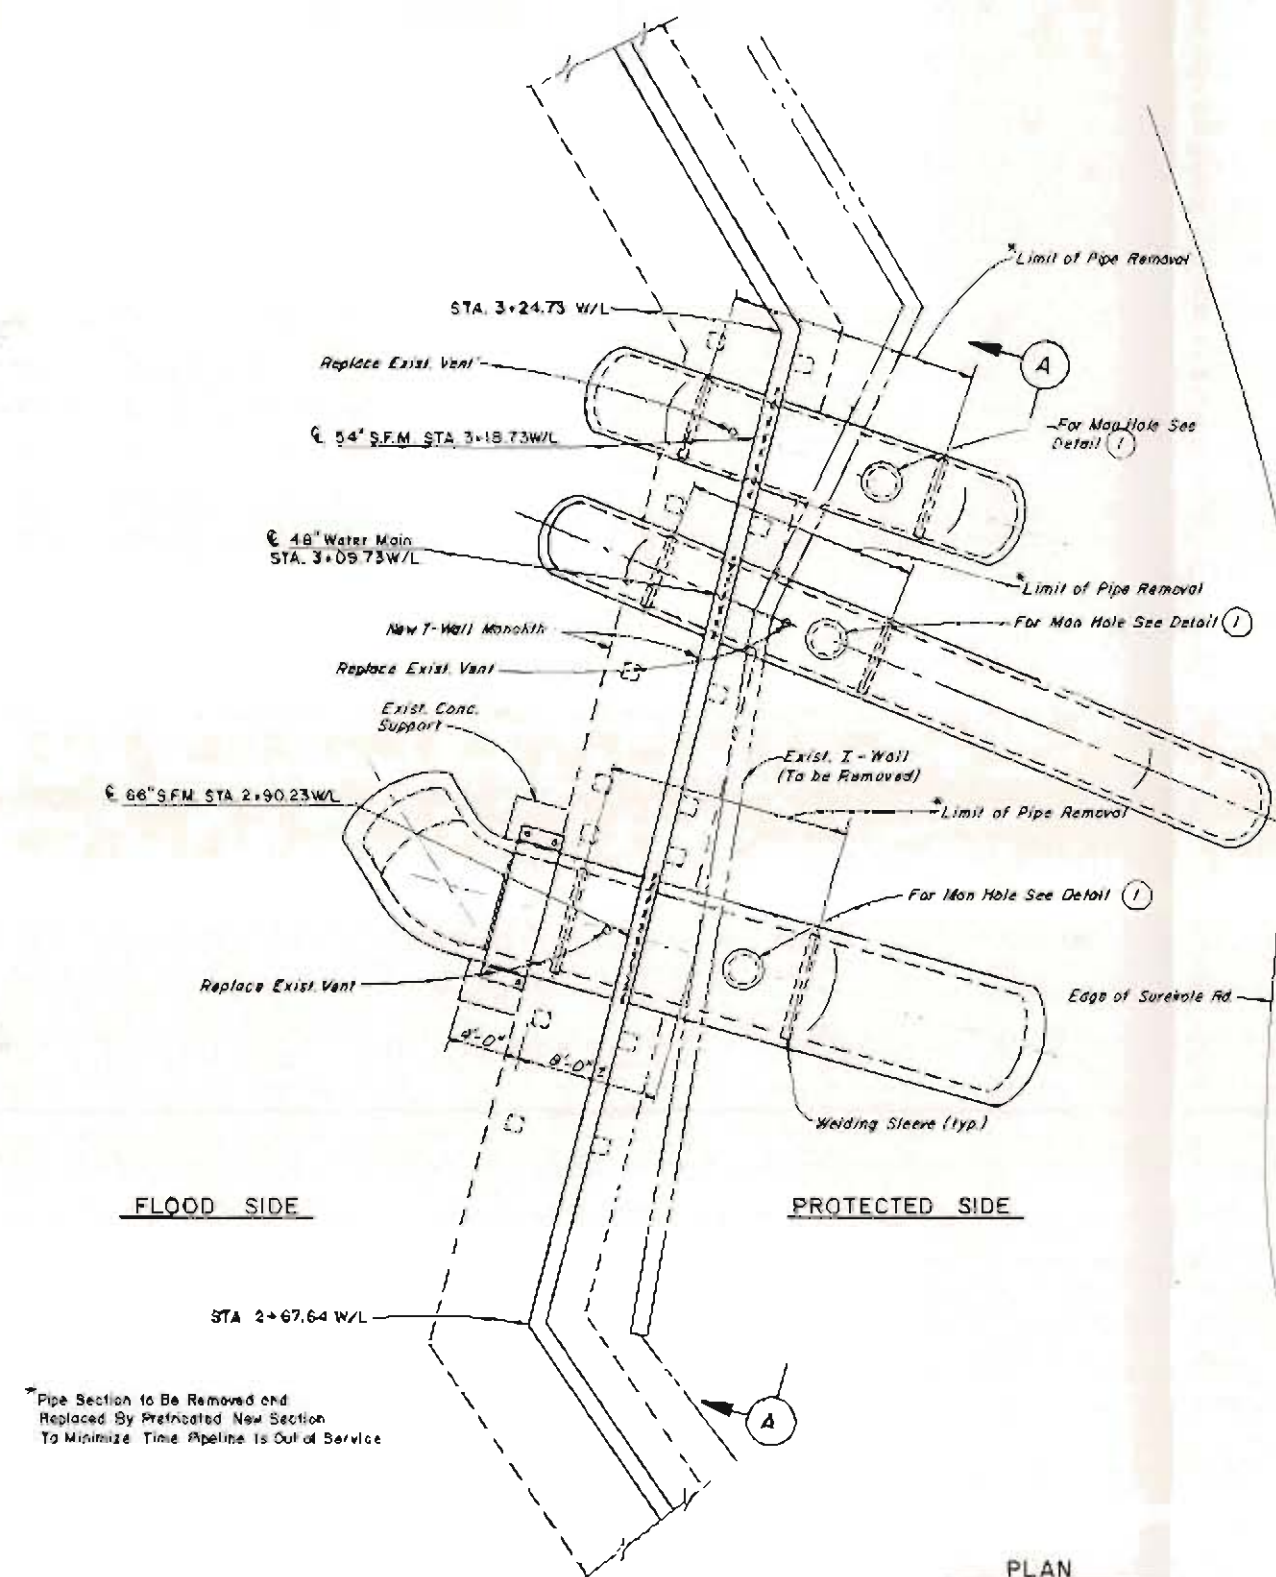 *Limit of Pipe Removal
STA. 3+24.73 W/L
A
Replace Exist. Vent
For Man Hole See
Detail 1
℄ 54" S.F.M. STA. 3+18.73W/L
℄ 48" Water Main
STA. 3+09.73W/L
*Limit of Pipe Removal
For Man Hole See Detail 1
New T-Wall Monolith
Replace Exist. Vent
Exist. Conc.
Support
Exist. I-Wall
(To be Removed)
℄ 66" S.F.M. STA 2+90.23W/L
*Limit of Pipe Removal
For Man Hole See Detail 1
Replace Exist. Vent
Edge of Surekote Rd.
8'-0"±
Welding Sleeve (typ.)
FLOOD SIDE
PROTECTED SIDE
STA 2+67.64 W/L
*Pipe Section to Be Removed and
Replaced By Prefricated New Section
To Minimize Time Pipeline Is Out of Service
A
PLAN